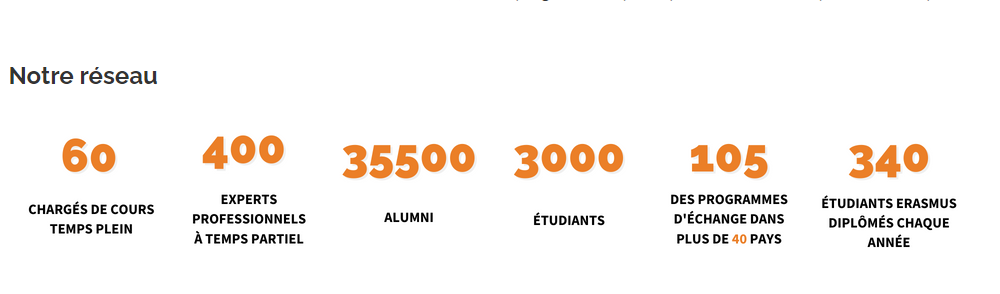 Notre réseau
60
CHARGÉS DE COURS
TEMPS PLEIN
400
EXPERTS
PROFESSIONNELS
À TEMPS PARTIEL
35500
ALUMNI
3000
ÉTUDIANTS
105
DES PROGRAMMES
D'ÉCHANGE DANS
PLUS DE 40 PAYS
340
ÉTUDIANTS ERASMUS
DIPLÔMÉS CHAQUE
ANNÉE